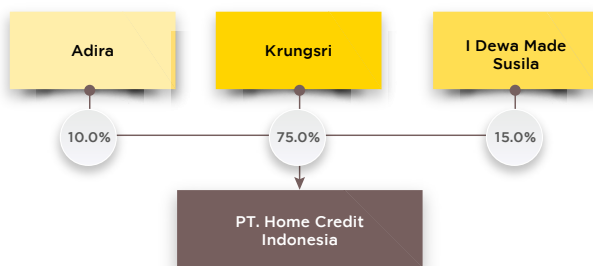 Adira
Krungsri
I Dewa Made
Susila
10.0%
75.0%
15.0%
PT. Home Credit
Indonesia